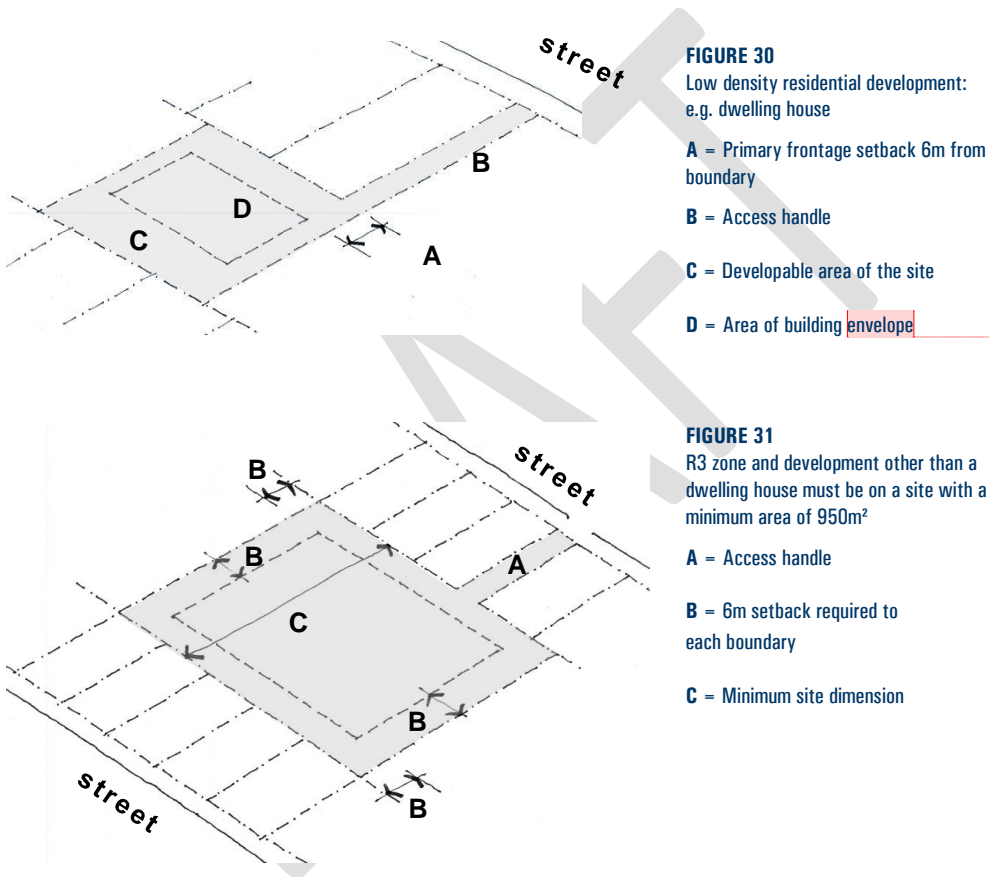 street
B
D
C
A
FIGURE 30
Low density residential development:
e.g. dwelling house
A = Primary frontage setback 6m from
boundary
B = Access handle
C = Developable area of the site
D = Area of building envelope
street
B
B
A
C
B
B
street
FIGURE 31
R3 zone and development other than a
dwelling house must be on a site with a
minimum area of 950m²
A = Access handle
B = 6m setback required to
each boundary
C = Minimum site dimension